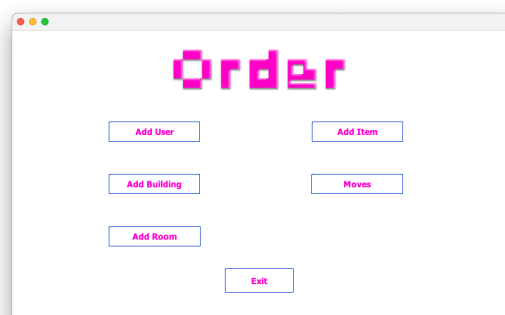 Order
Add User
Add Item
Add Building
Moves
Add Room
Exit